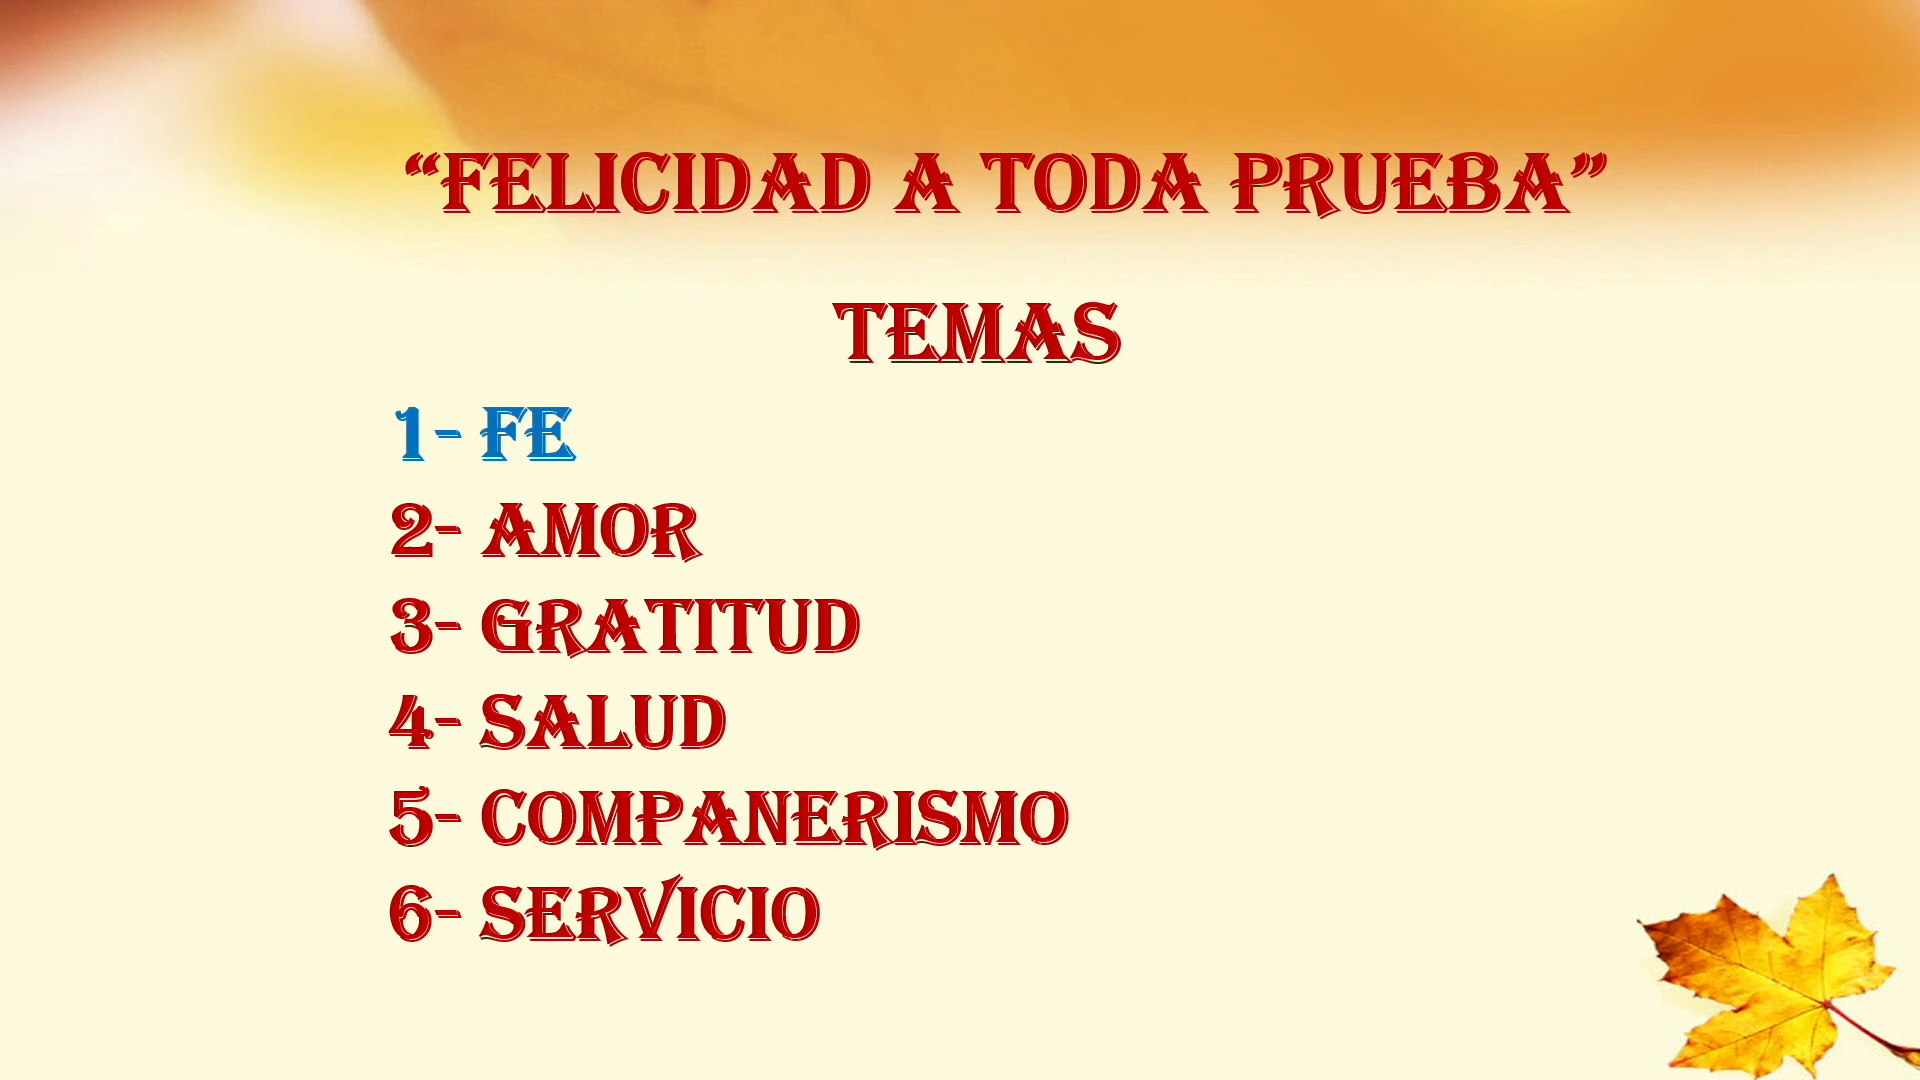 “FELICIDAD A TODA PRUEBA”
TEMAS
1- FE
2- AMOR
3- GRATITUD
4- SALUD
5- COMPANERISMO
6- SERVICIO